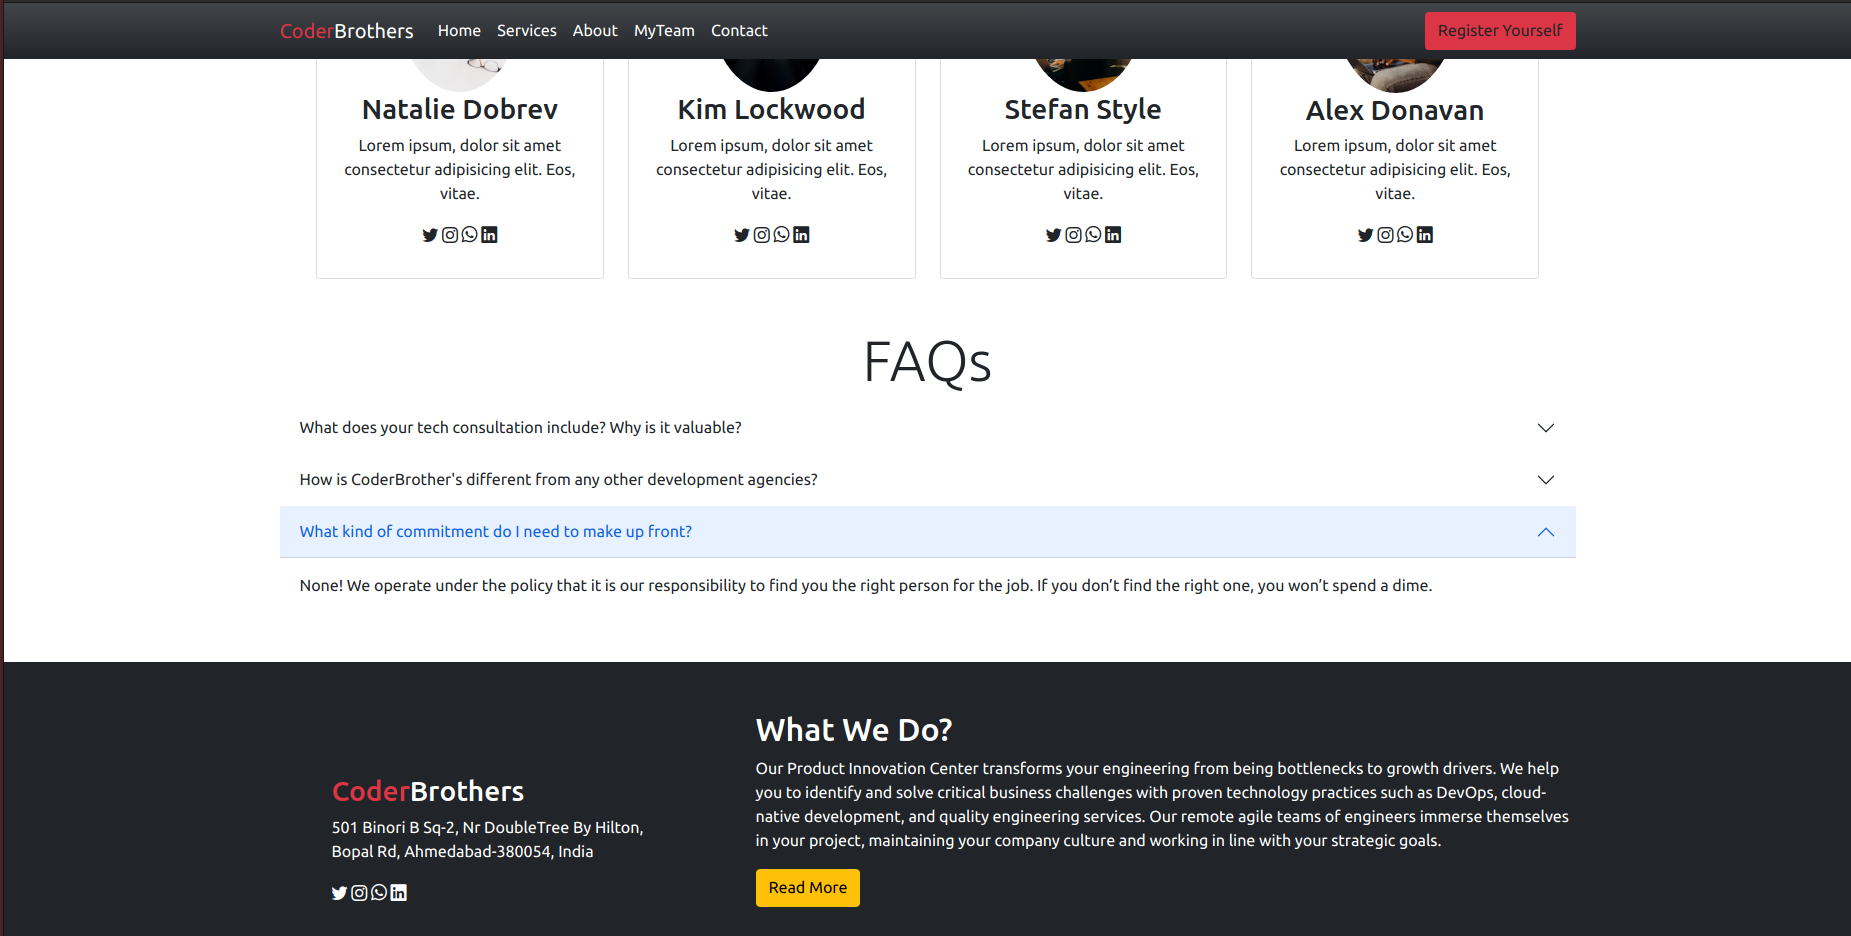 CoderBrothers Home Services About MyTeam Contact Register Yourself
Natalie Dobrev
Lorem ipsum, dolor sit amet
consectetur adipisicing elit. Eos,
vitae.
Kim Lockwood
Lorem ipsum, dolor sit amet
consectetur adipisicing elit. Eos,
vitae.
Stefan Style
Lorem ipsum, dolor sit amet
consectetur adipisicing elit. Eos,
vitae.
Alex Donavan
Lorem ipsum, dolor sit amet
consectetur adipisicing elit. Eos,
vitae.
FAQs
What does your tech consultation include? Why is it valuable?
How is CoderBrother's different from any other development agencies?
What kind of commitment do I need to make up front?
None! We operate under the policy that it is our responsibility to find you the right person for the job. If you don’t find the right one, you won’t spend a dime.
CoderBrothers
501 Binori B Sq-2, Nr DoubleTree By Hilton,
Bopal Rd, Ahmedabad-380054, India
What We Do?
Our Product Innovation Center transforms your engineering from being bottlenecks to growth drivers. We help
you to identify and solve critical business challenges with proven technology practices such as DevOps, cloud-
native development, and quality engineering services. Our remote agile teams of engineers immerse themselves
in your project, maintaining your company culture and working in line with your strategic goals.
Read More